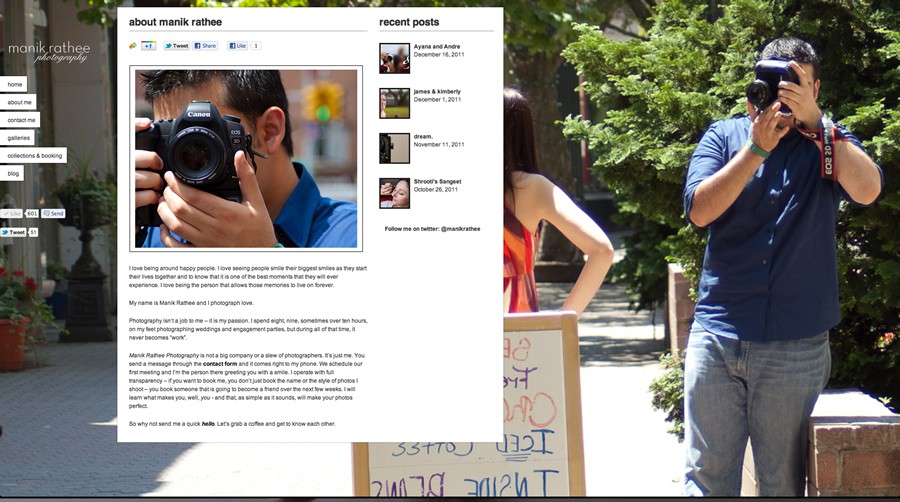 manik rathee
photography
home
about me
contact me
galleries
collections & booking
blog
Like 601 Send
Tweet 51
about manik rathee
+1 Tweet Share Like 1
Canon
EOS
I love being around happy people. I love seeing people smile their biggest smiles as they start
their lives together and to know that it is one of the best moments that they will ever
experience. I love being the person that allows those memories to live on forever.
My name is Manik Rathee and I photograph love.
Photography isn't a job to me – it is my passion. I spend eight, nine, sometimes over ten hours,
on my feet photographing weddings and engagement parties, but during all of that time, it
never becomes "work".
Manik Rathee Photography is not a big company or a slew of photographers. It's just me. You
send a message through the contact form and it comes right to my phone. We schedule our
first meeting and I'm the person there greeting you with a smile. I operate with full
transparency – if you want to book me, you don't just book the name or the style of photos I
shoot – you book someone that is going to become a friend over the next few weeks. I will
learn what makes you, well, you - and that, as simple as it sounds, will make your photos
perfect.
So why not send me a quick hello. Let's grab a coffee and get to know each other.
recent posts
Ayana and Andre
December 16, 2011
james & kimberly
December 1, 2011
dream.
November 11, 2011
Shrooti's Sangeet
October 26, 2011
Follow me on twitter: @manikrathee
ICED COFFEE
INSIDE BEANS